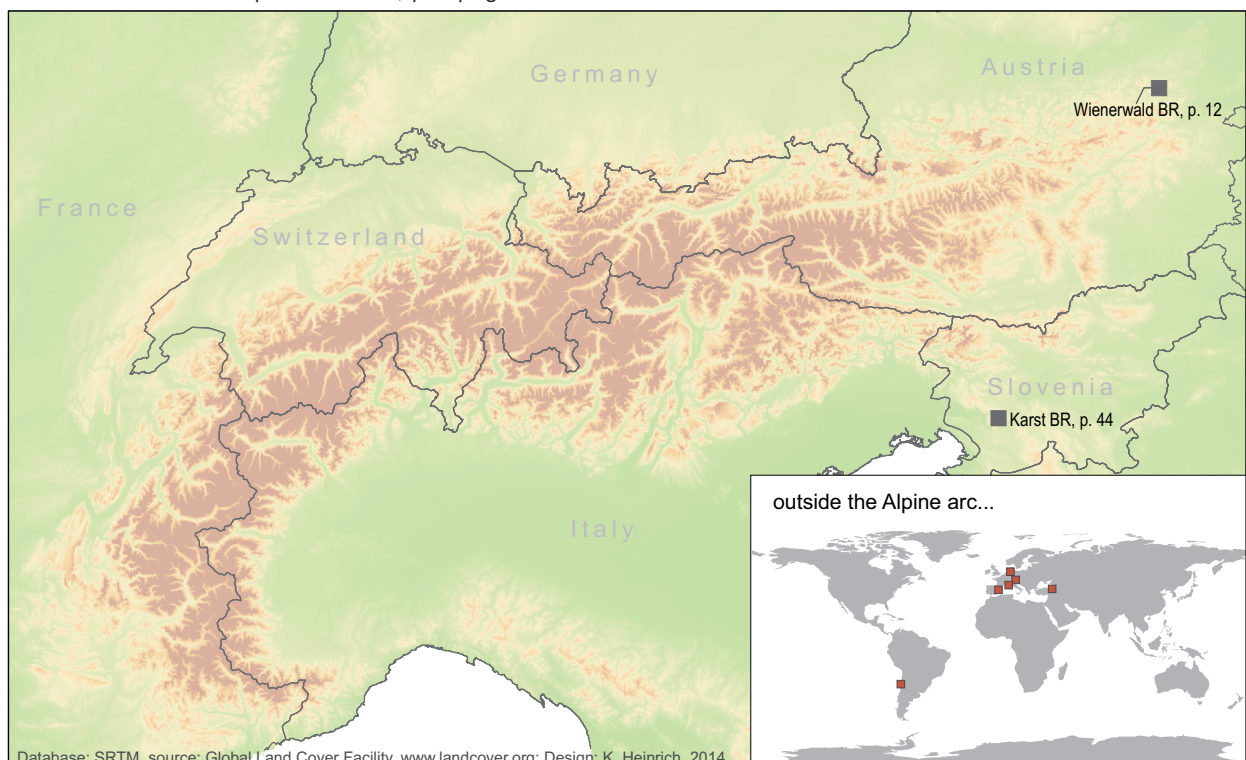 Germany
Austria
Wienerwald BR, p. 12
France
Switzerland
Slovenia
Karst BR, p. 44
outside the Alpine arc...
Italy
Database: SRTM, source: Global Land Cover Facility, www.landcover.org; Design: K. Heinrich, 2014